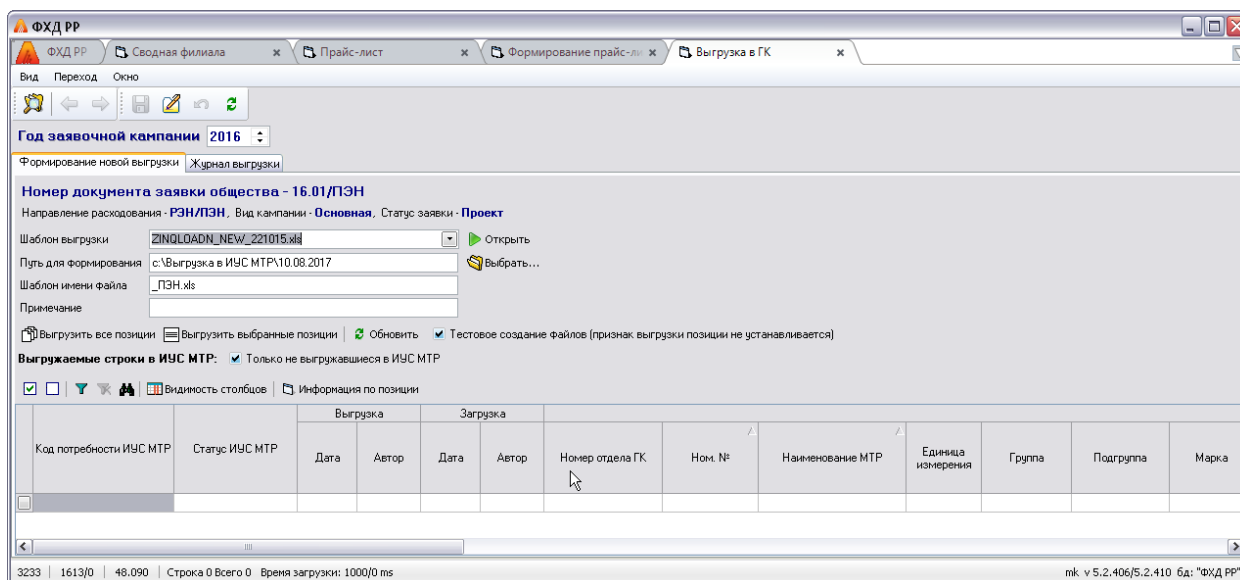 ФХД РР
ФХД РР Сводная филиала Прайс-лист Формирование прайс-ли Выгрузка в ГК
Вид Переход Окно
Год заявочной кампании 2016
Формирование новой выгрузки Журнал выгрузки
Номер документа заявки общества - 16.01/ПЭН
Направление расходования - РЭН/ПЭН, Вид кампании - Основная, Статус заявки - Проект
Шаблон выгрузки ZINQLOADN_NEW_221015.xls Открыть
Путь для формирования c:\Выгрузка в ИУС МТР\10.08.2017 Выбрать...
Шаблон имени файла _ПЭН.xls
Примечание
Выгрузить все позиции Выгрузить выбранные позиции Обновить Тестовое создание файлов (признак выгрузки позиции не устанавливается)
Выгружаемые строки в ИУС МТР: Только не выгружавшиеся в ИУС МТР
Видимость столбцов Информация по позиции
Выгрузка Загрузка
Код потребности ИУС МТР Статус ИУС МТР Дата Автор Дата Автор Номер отдела ГК Ном. № Наименование МТР Единица измерения Группа Подгруппа Марка
3233 1613/0 48.090 Строка 0 Всего 0 Время загрузки: 1000/0 ms mk v 5.2.406/5.2.410 бд: "ФХД РР"